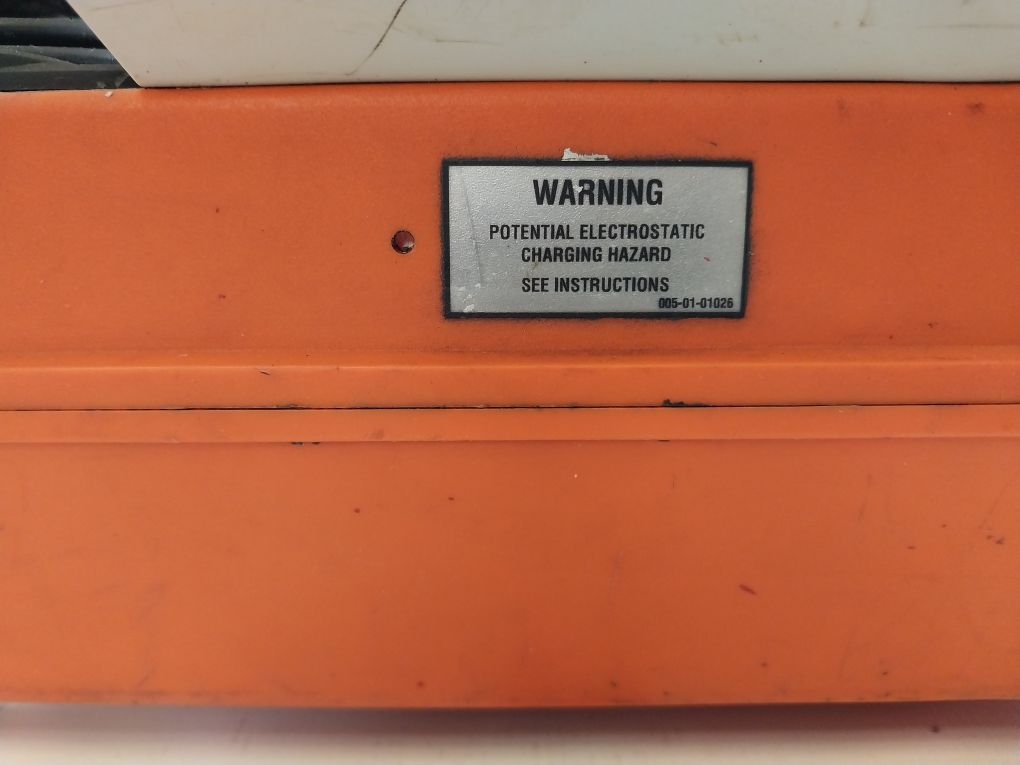 WARNING
POTENTIAL ELECTROSTATIC
CHARGING HAZARD
SEE INSTRUCTIONS
005-01-01026